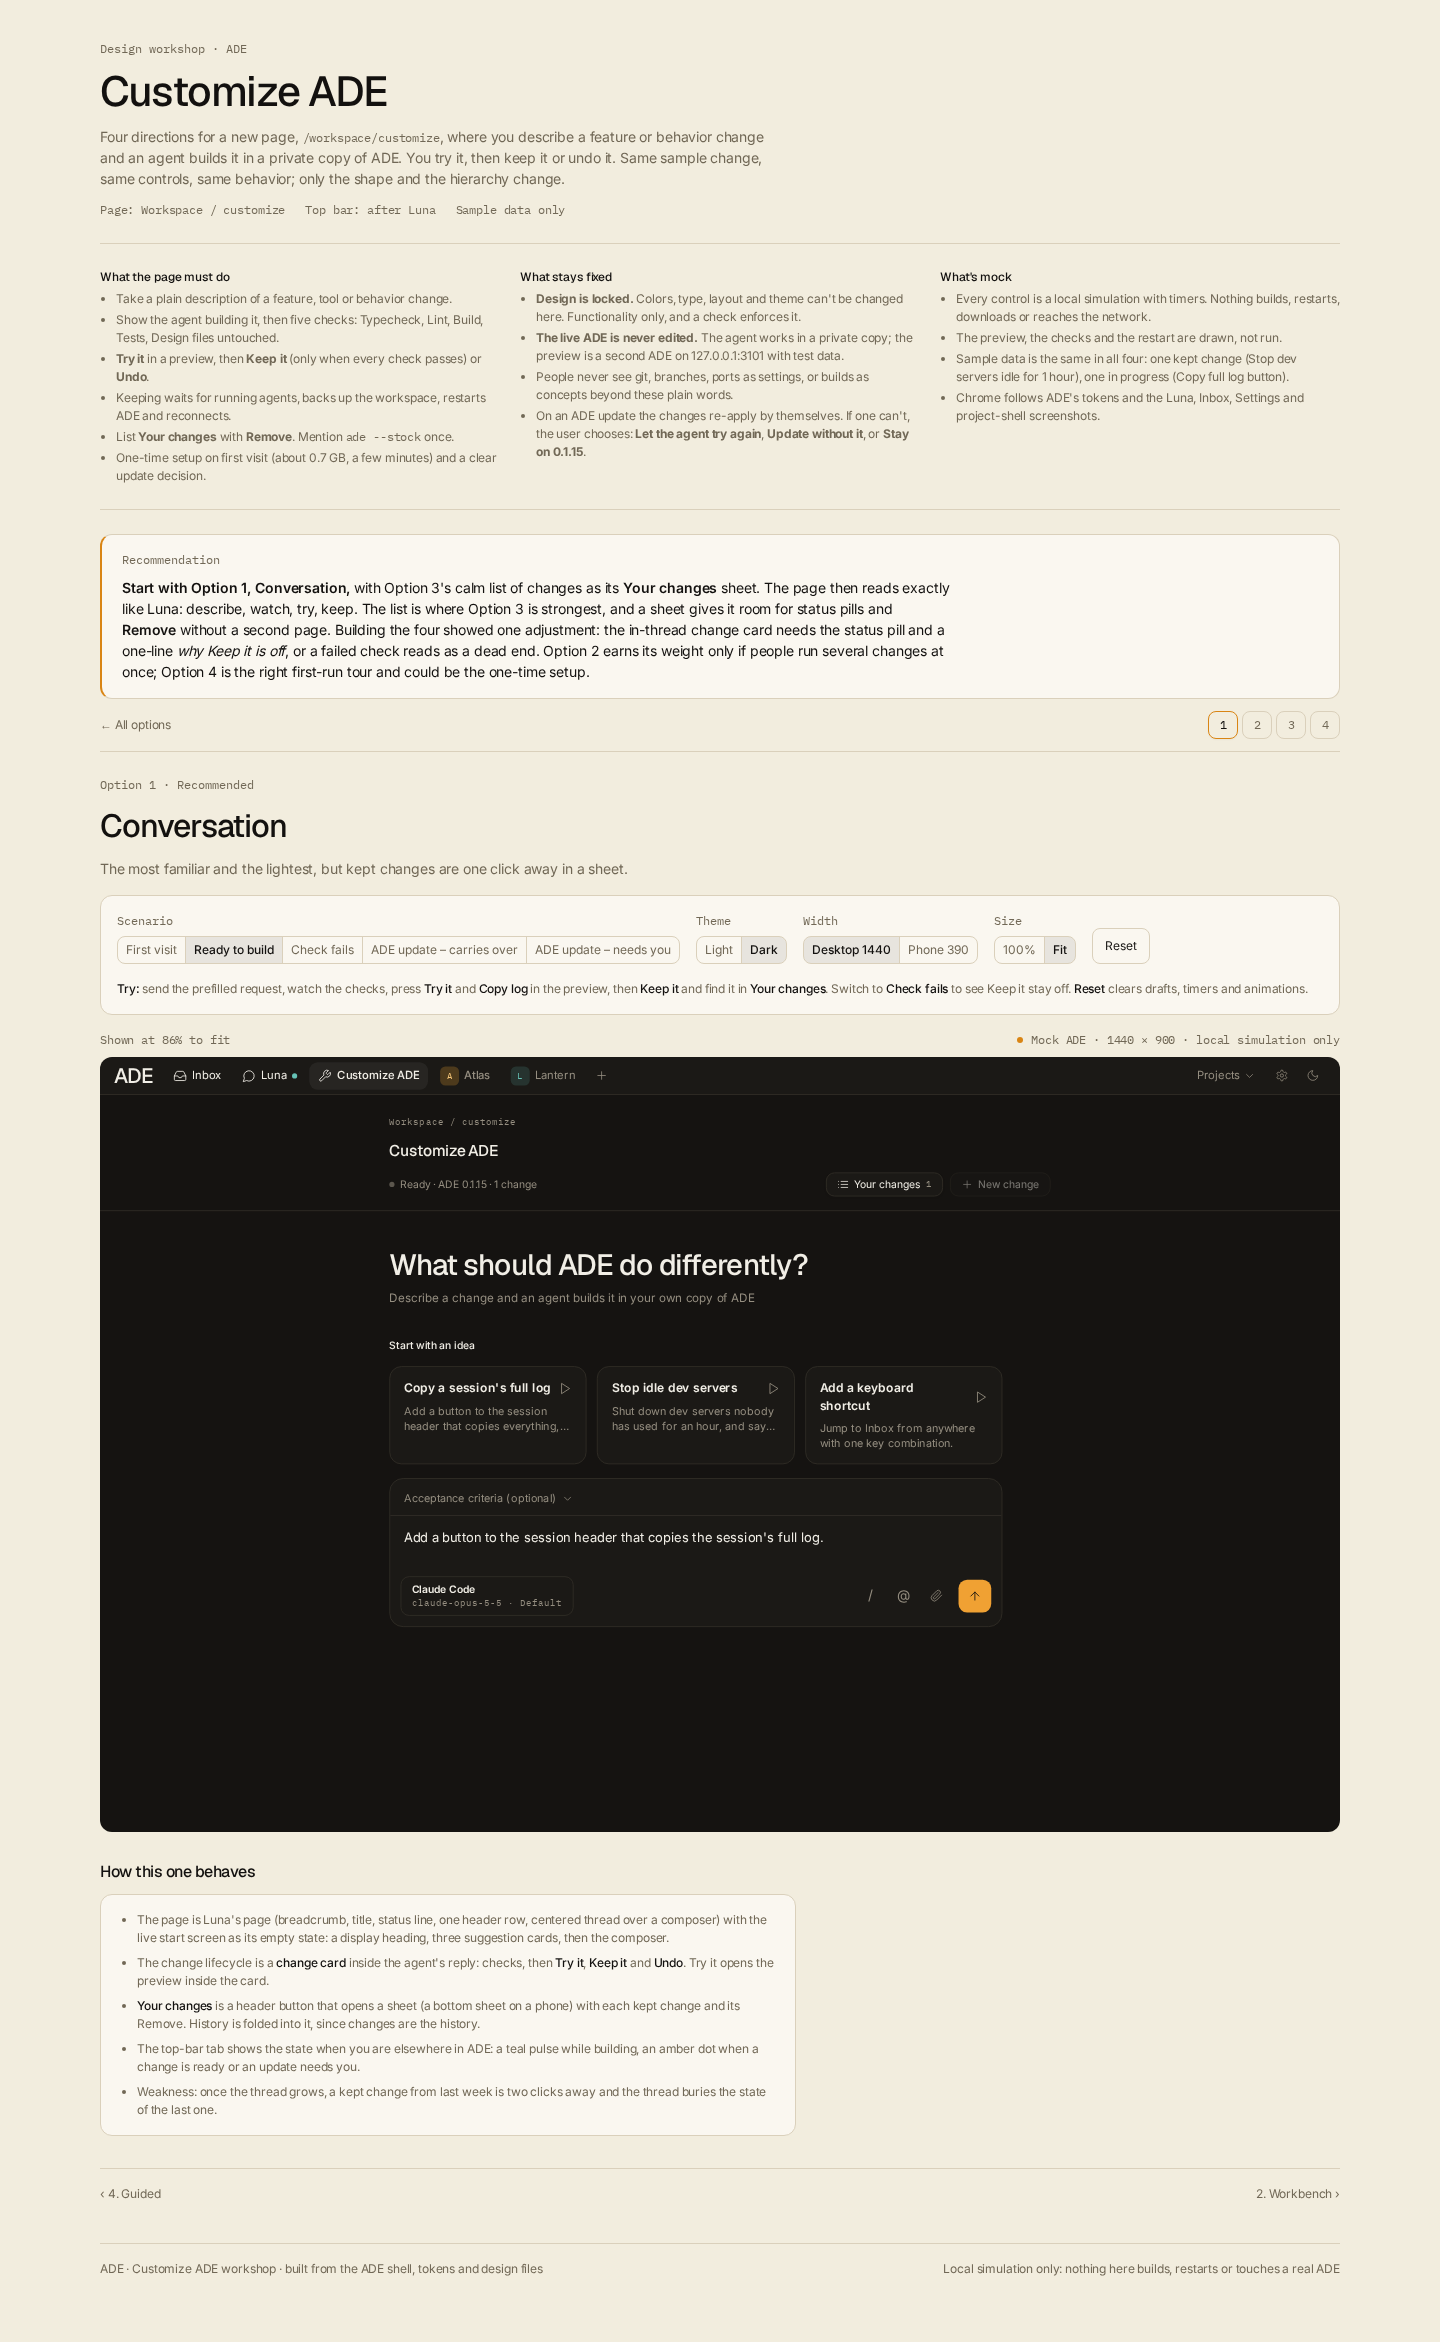 Design workshop · ADE
Customize ADE
Four directions for a new page, /workspace/customize, where you describe a feature or behavior change
and an agent builds it in a private copy of ADE. You try it, then keep it or undo it. Same sample change,
same controls, same behavior; only the shape and the hierarchy change.
Page: Workspace / customize Top bar: after Luna Sample data only
What the page must do
• Take a plain description of a feature, tool or behavior change.
• Show the agent building it, then five checks: Typecheck, Lint, Build,
Tests, Design files untouched.
• Try it in a preview, then Keep it (only when every check passes) or
Undo.
• Keeping waits for running agents, backs up the workspace, restarts
ADE and reconnects.
• List Your changes with Remove. Mention ade --stock once.
• One-time setup on first visit (about 0.7 GB, a few minutes) and a clear
update decision.
What stays fixed
• Design is locked. Colors, type, layout and theme can't be changed
here. Functionality only, and a check enforces it.
• The live ADE is never edited. The agent works in a private copy; the
preview is a second ADE on 127.0.0.1:3101 with test data.
• People never see git, branches, ports as settings, or builds as
concepts beyond these plain words.
• On an ADE update the changes re-apply by themselves. If one can't,
the user chooses: Let the agent try again, Update without it, or Stay
on 0.1.15.
What's mock
• Every control is a local simulation with timers. Nothing builds, restarts,
downloads or reaches the network.
• The preview, the checks and the restart are drawn, not run.
• Sample data is the same in all four: one kept change (Stop dev
servers idle for 1 hour), one in progress (Copy full log button).
• Chrome follows ADE's tokens and the Luna, Inbox, Settings and
project-shell screenshots.
Recommendation
Start with Option 1, Conversation, with Option 3's calm list of changes as its Your changes sheet. The page then reads exactly
like Luna: describe, watch, try, keep. The list is where Option 3 is strongest, and a sheet gives it room for status pills and
Remove without a second page. Building the four showed one adjustment: the in-thread change card needs the status pill and a
one-line why Keep it is off, or a failed check reads as a dead end. Option 2 earns its weight only if people run several changes at
once; Option 4 is the right first-run tour and could be the one-time setup.
← All options
1 2 3 4
Option 1 · Recommended
Conversation
The most familiar and the lightest, but kept changes are one click away in a sheet.
Scenario Theme Width Size
First visit Ready to build Check fails ADE update – carries over ADE update – needs you Light Dark Desktop 1440 Phone 390 100% Fit Reset
Try: send the prefilled request, watch the checks, press Try it and Copy log in the preview, then Keep it and find it in Your changes. Switch to Check fails to see Keep it stay off. Reset clears drafts, timers and animations.
Shown at 86% to fit
Mock ADE · 1440 × 900 · local simulation only
ADE Inbox Luna Customize ADE A Atlas L Lantern + Projects
Workspace / customize
Customize ADE
Ready · ADE 0.1.15 · 1 change
Your changes 1 + New change
What should ADE do differently?
Describe a change and an agent builds it in your own copy of ADE
Start with an idea
Copy a session's full log
Add a button to the session
header that copies everything,...
Stop idle dev servers
Shut down dev servers nobody
has used for an hour, and say...
Add a keyboard
shortcut
Jump to Inbox from anywhere
with one key combination.
Acceptance criteria (optional)
Add a button to the session header that copies the session's full log.
Claude Code
claude-opus-5-5 · Default
/ @
How this one behaves
• The page is Luna's page (breadcrumb, title, status line, one header row, centered thread over a composer) with the
live start screen as its empty state: a display heading, three suggestion cards, then the composer.
• The change lifecycle is a change card inside the agent's reply: checks, then Try it, Keep it and Undo. Try it opens the
preview inside the card.
• Your changes is a header button that opens a sheet (a bottom sheet on a phone) with each kept change and its
Remove. History is folded into it, since changes are the history.
• The top-bar tab shows the state when you are elsewhere in ADE: a teal pulse while building, an amber dot when a
change is ready or an update needs you.
• Weakness: once the thread grows, a kept change from last week is two clicks away and the thread buries the state
of the last one.
‹ 4. Guided
2. Workbench ›
ADE · Customize ADE workshop · built from the ADE shell, tokens and design files
Local simulation only: nothing here builds, restarts or touches a real ADE